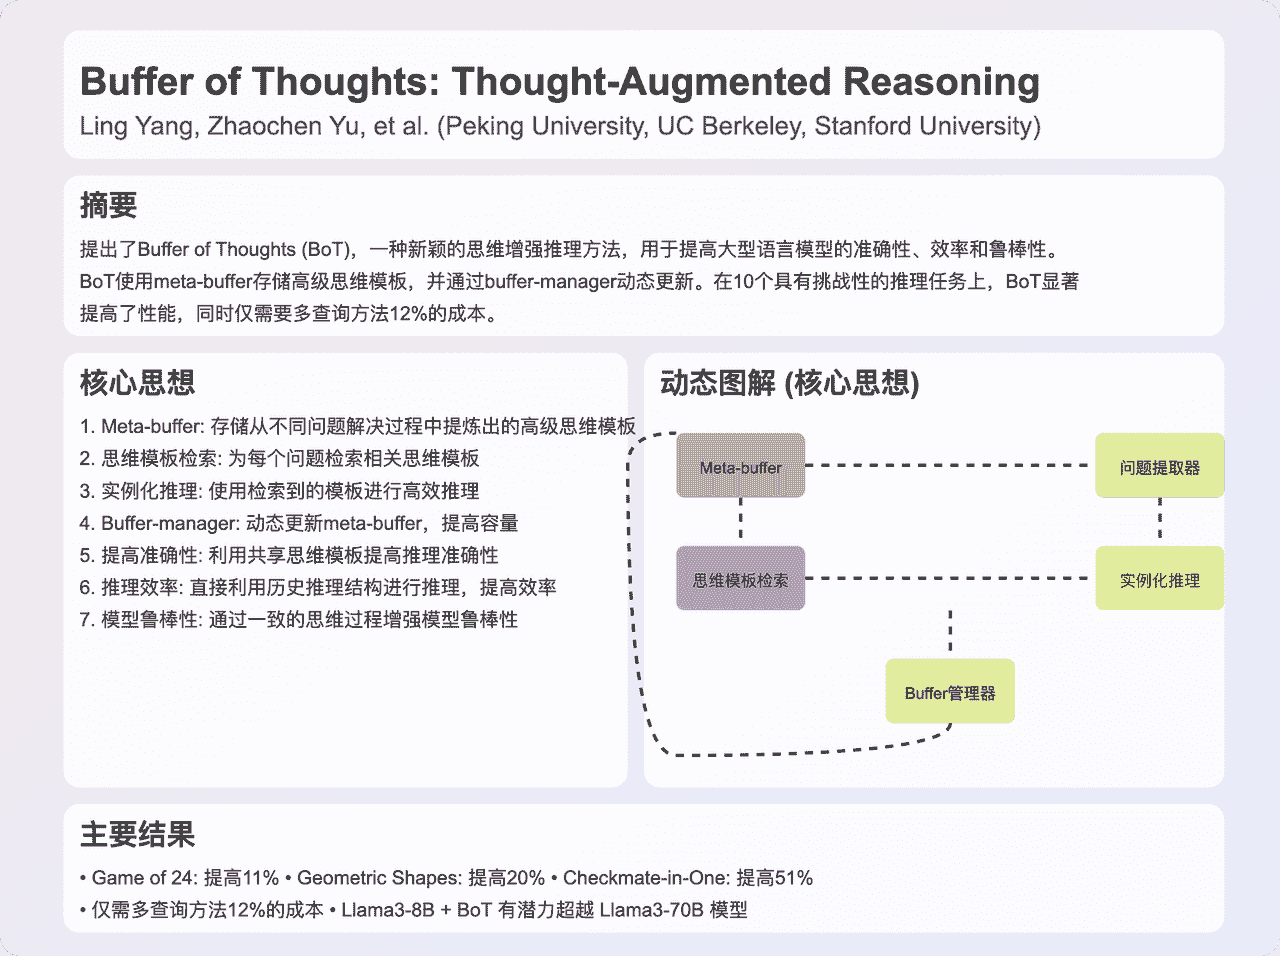 Buffer of Thoughts: Thought-Augmented Reasoning
Ling Yang, Zhaochen Yu, et al. (Peking University, UC Berkeley, Stanford University)
摘要
提出了Buffer of Thoughts (BoT)，一种新颖的思维增强推理方法，用于提高大型语言模型的准确性、效率和鲁棒性。
BoT使用meta-buffer存储高级思维模板，并通过buffer-manager动态更新。在10个具有挑战性的推理任务上，BoT显著
提高了性能，同时仅需要多查询方法12%的成本。
核心思想
1. Meta-buffer: 存储从不同问题解决过程中提炼出的高级思维模板
2. 思维模板检索: 为每个问题检索相关思维模板
3. 实例化推理: 使用检索到的模板进行高效推理
4. Buffer-manager: 动态更新meta-buffer，提高容量
5. 提高准确性: 利用共享思维模板提高推理准确性
6. 推理效率: 直接利用历史推理结构进行推理，提高效率
7. 模型鲁棒性: 通过一致的思维过程增强模型鲁棒性
动态图解 (核心思想)
Meta-buffer
问题提取器
思维模板检索
实例化推理
Buffer管理器
主要结果
• Game of 24: 提高11% • Geometric Shapes: 提高20% • Checkmate-in-One: 提高51%
• 仅需多查询方法12%的成本 • Llama3-8B + BoT 有潜力超越 Llama3-70B 模型